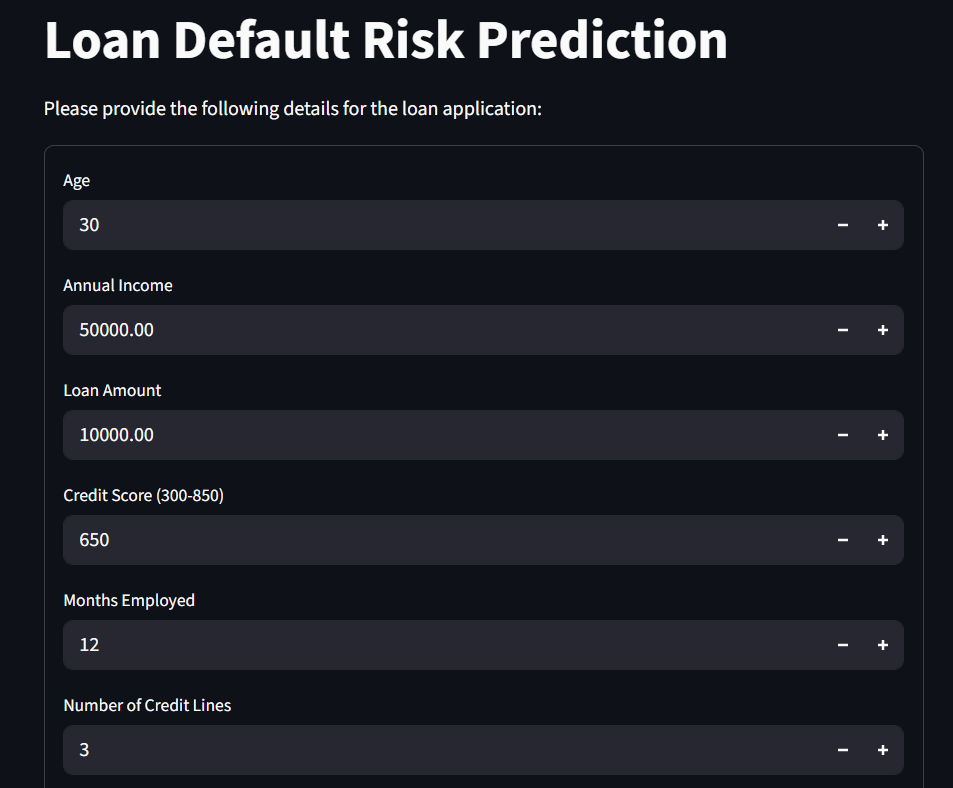 Loan Default Risk Prediction
Please provide the following details for the loan application:
Age
30
Annual Income
50000.00
Loan Amount
10000.00
Credit Score (300-850)
650
Months Employed
12
Number of Credit Lines
3